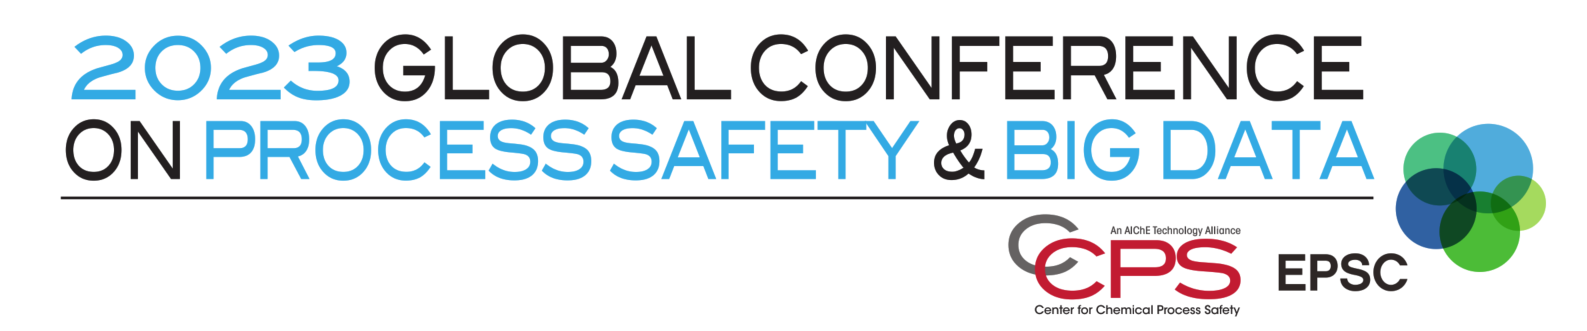 2023 GLOBAL CONFERENCE
ON PROCESS SAFETY & BIG DATA
An AIChE Technology Alliance
CCPS
Center for Chemical Process Safety
EPSC